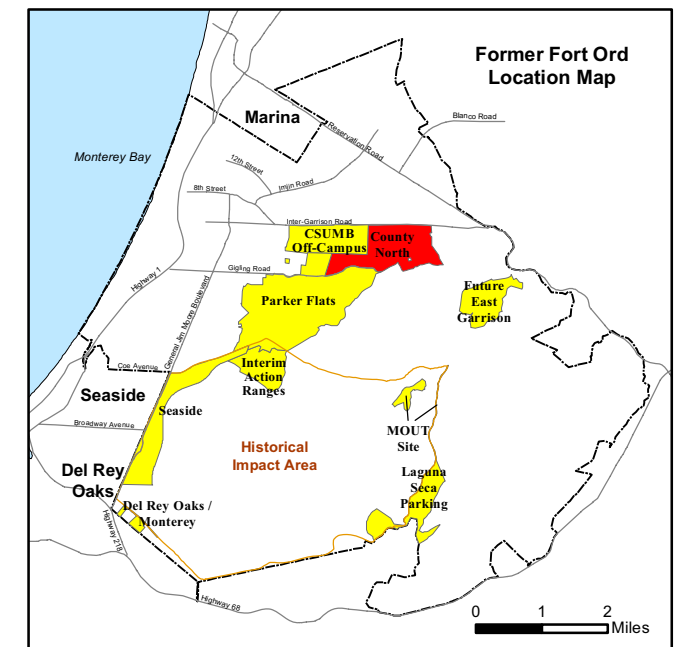 Former Fort Ord
Location Map
Marina
Blanco Road
Reservation Road
Monterey Bay
12th Street
Imjin Road
8th Street
Inter-Garrison Road
CSUMB
Off-Campus
County
North
Gigling Road
Highway 1
General Jim Moore Boulevard
Parker Flats
Future
East
Garrison
Coe Avenue
Interim
Action
Ranges
Seaside
Seaside
Broadway Avenue
MOUT
Site
Historical
Impact Area
Del Rey
Oaks
Laguna
Seca
Parking
Del Rey Oaks /
Monterey
Highway 218
Highway 68
0 1 2
Miles